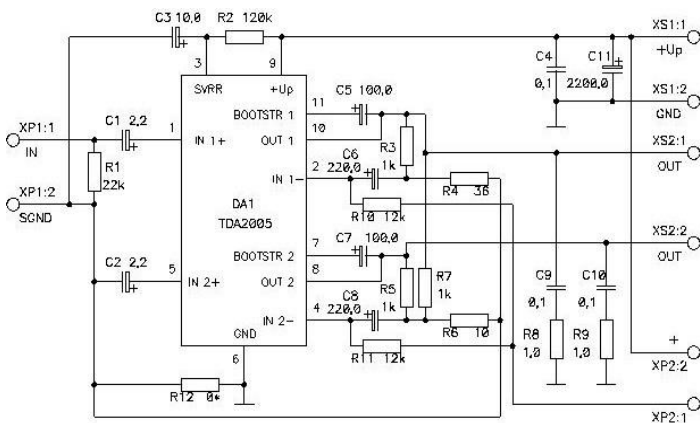 C3 10,0 R2 120k
XS1:1
+Up
3 9
SVRR +Up
C4 C11
0,1 2200,0
C5 100,0
11
BOOTSTR 1
XS1:2
GND
C1 2,2
10
OUT 1
XP1:1
IN
1
IN 1+
R3
1k
XS2:1
OUT
C6
220,0
2
IN 1-
R1
22k
R4 36
XP1:2
SGND
DA1
TDA2005
R10 12k
C7 100,0
7
BOOTSTR 2
XS2:2
OUT
C2 2,2
8
OUT 2
5
IN 2+
R5
1k
R7
1k
C9
0,1
C10
0,1
C8
220,0
4
IN 2-
R6 10
GND
6
R11 12k
R8
1,0
R9
1,0
+
XP2:2
R12 0*
XP2:1